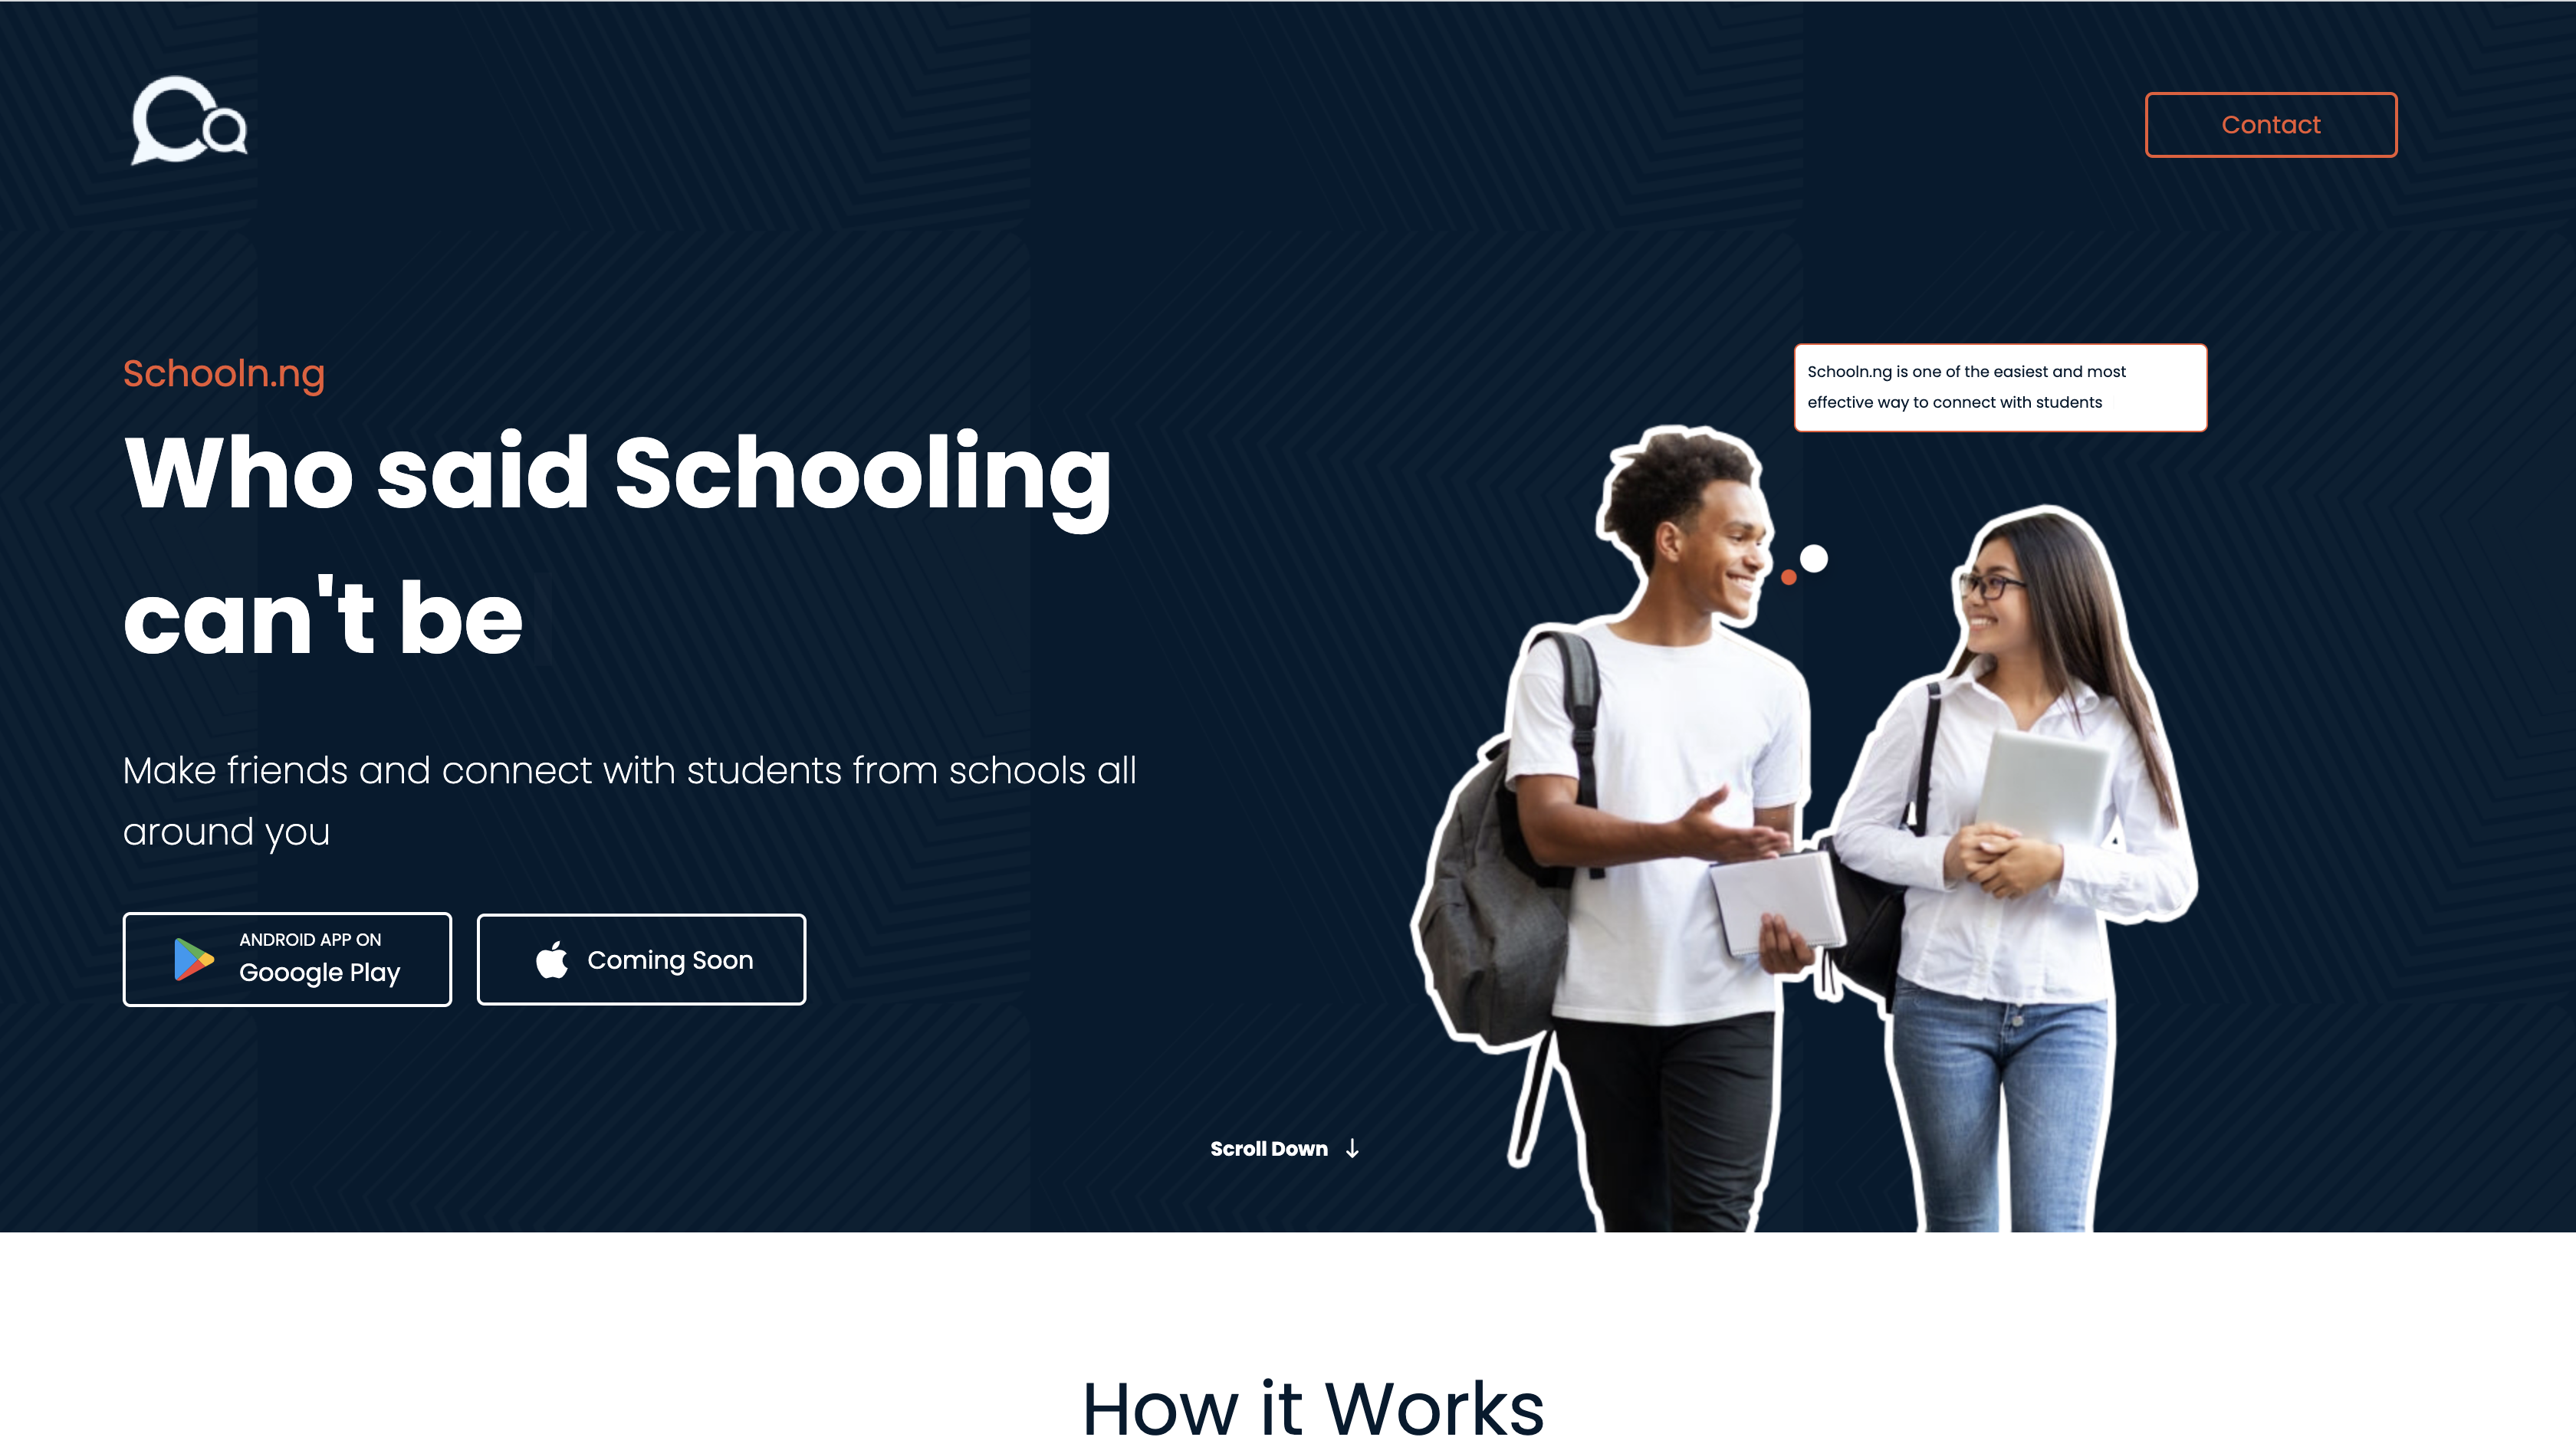 Contact
Schooln.ng
Who said Schooling
can't be
Make friends and connect with students from schools all
around you
ANDROID APP ON
Gooogle Play
Coming Soon
Schooln.ng is one of the easiest and most
effective way to connect with students
Scroll Down
How it Works